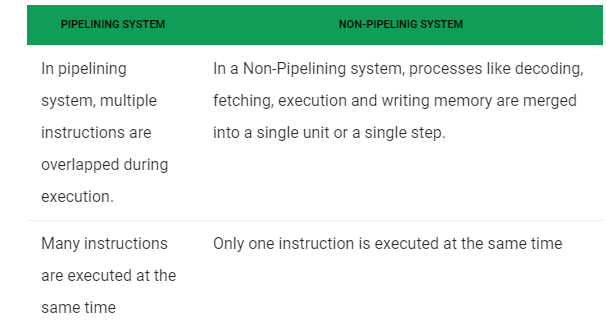 PIPELINING SYSTEM
NON-PIPELINIG SYSTEM
In pipelining
system, multiple
instructions are
overlapped during
execution.
In a Non-Pipelining system, processes like decoding,
fetching, execution and writing memory are merged
into a single unit or a single step.
Many instructions
are executed at the
same time
Only one instruction is executed at the same time